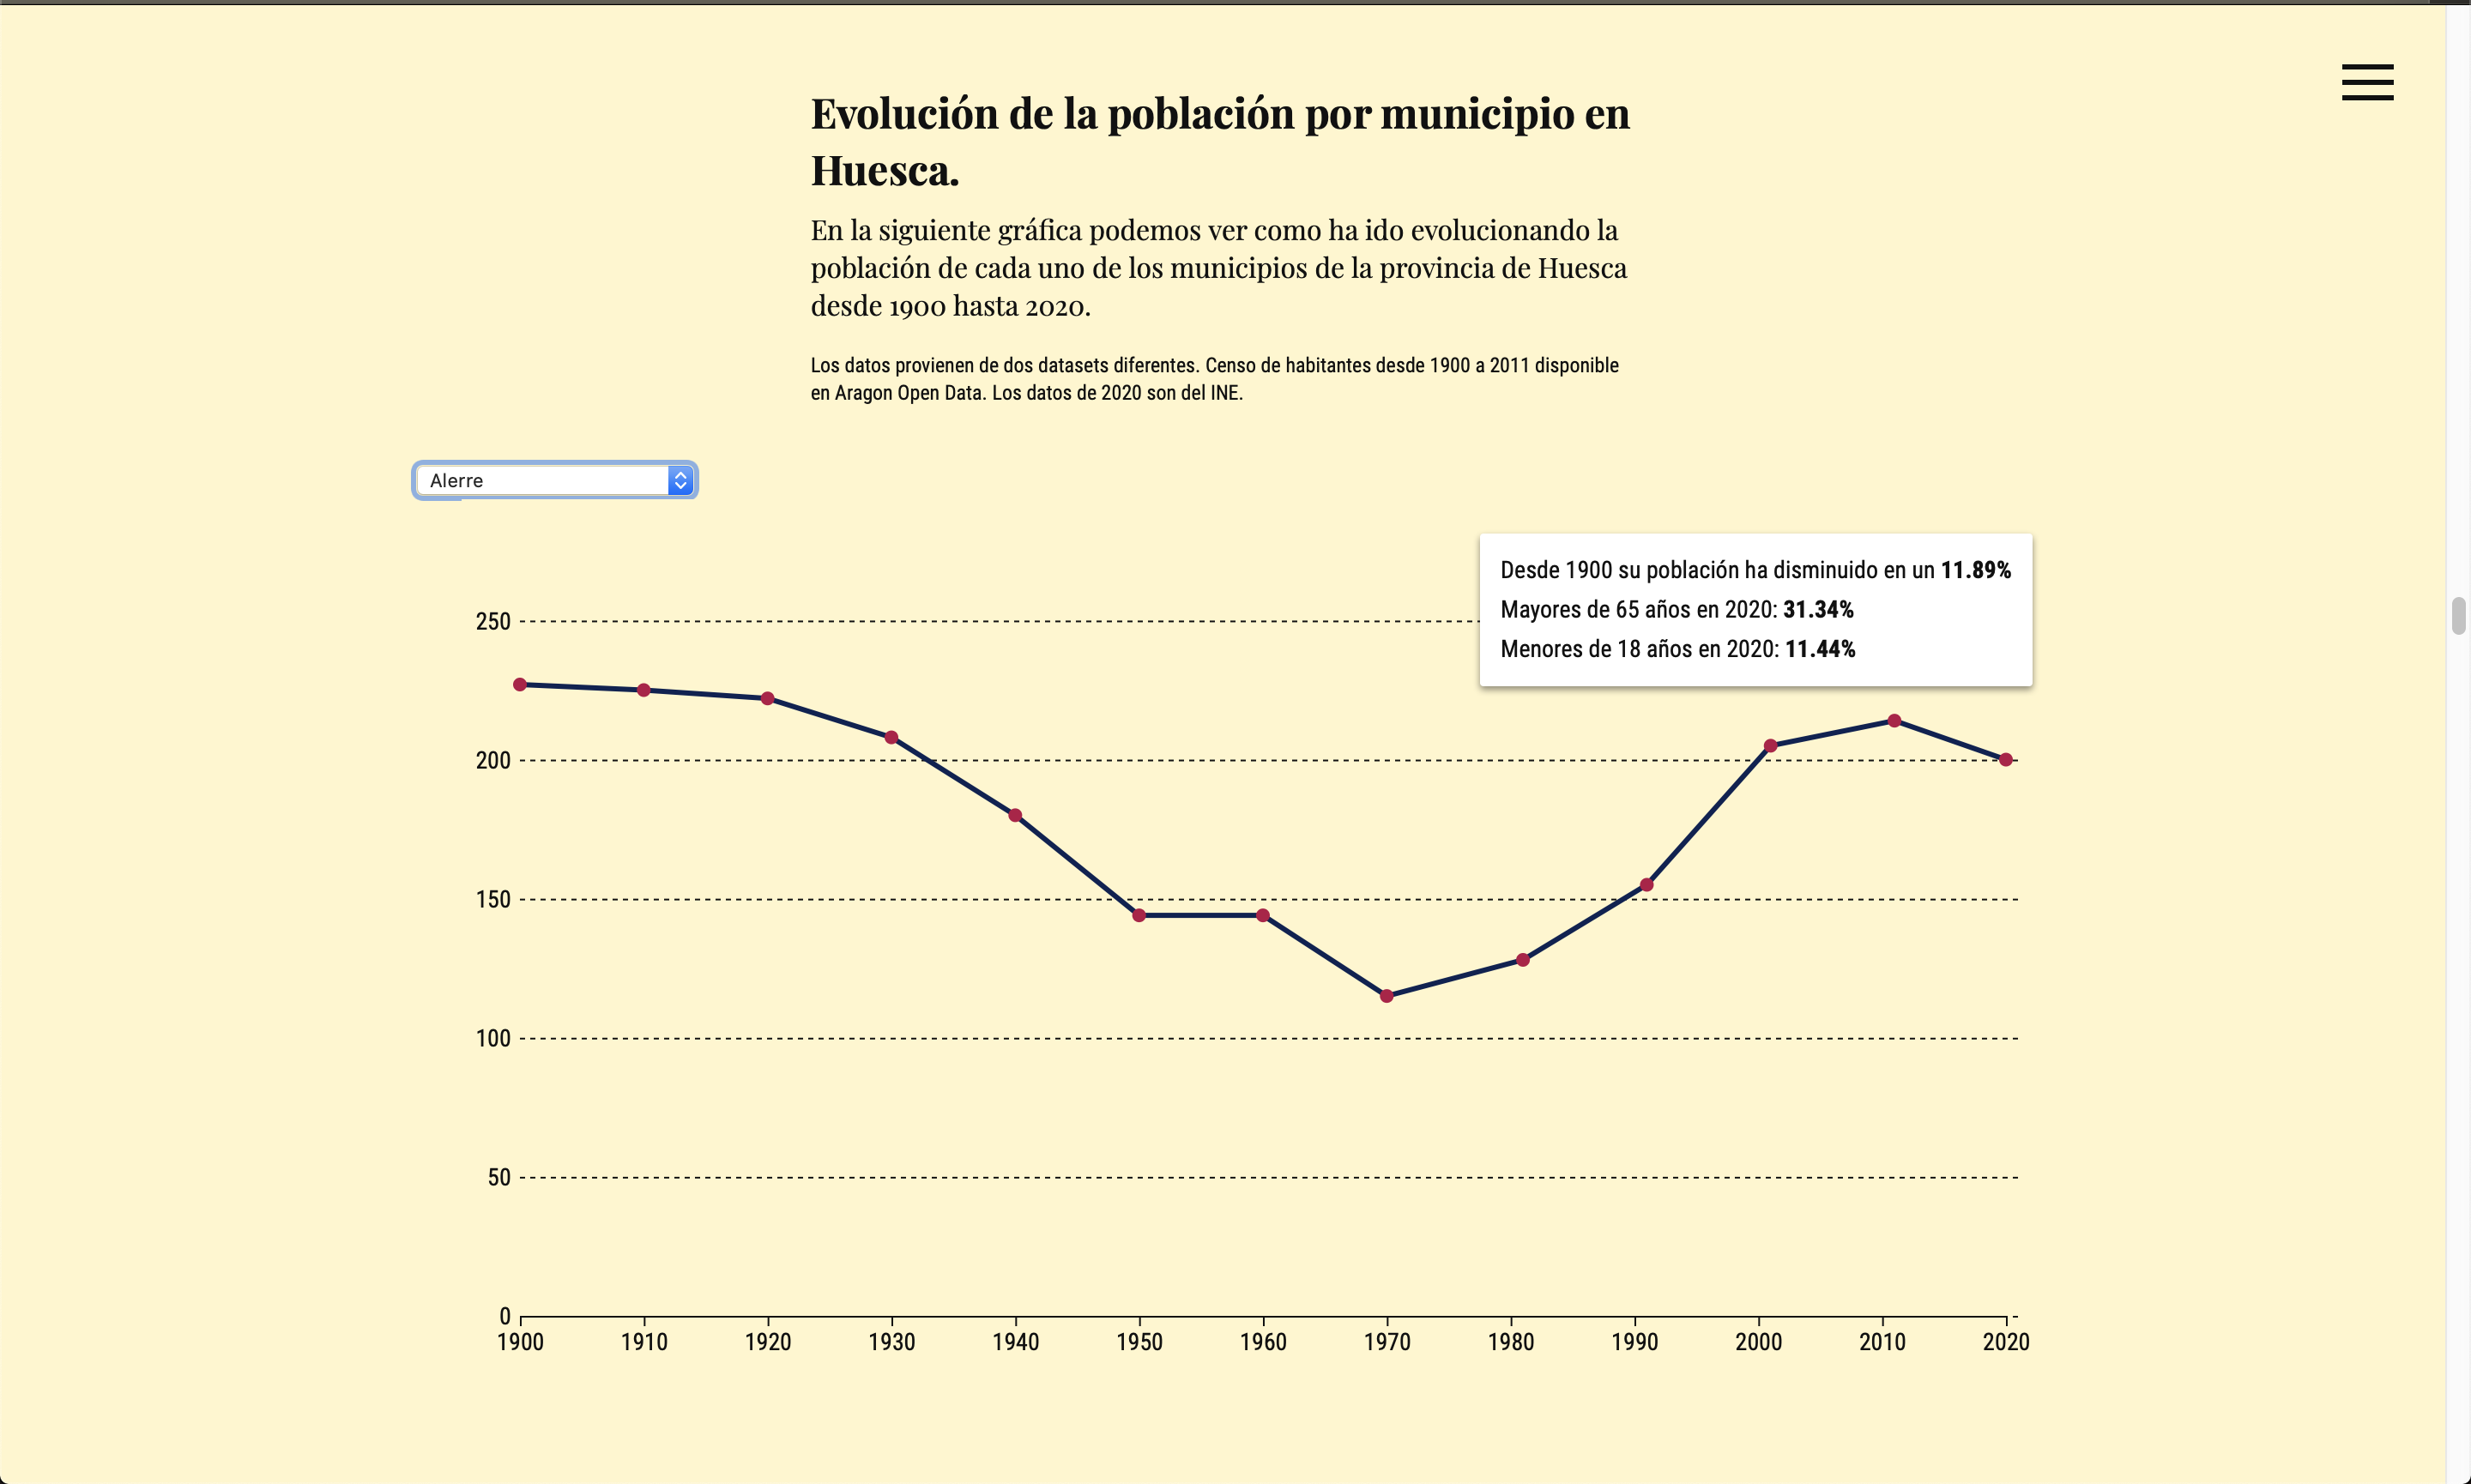 Evolución de la población por municipio en
Huesca.
En la siguiente gráfica podemos ver como ha ido evolucionando la
población de cada uno de los municipios de la provincia de Huesca
desde 1900 hasta 2020.
Los datos provienen de dos datasets diferentes. Censo de habitantes desde 1900 a 2011 disponible
en Aragon Open Data. Los datos de 2020 son del INE.
Alerre
Desde 1900 su población ha disminuido en un 11.89%
Mayores de 65 años en 2020: 31.34%
Menores de 18 años en 2020: 11.44%
250
200
150
100
50
0
1900 1910 1920 1930 1940 1950 1960 1970 1980 1990 2000 2010 2020